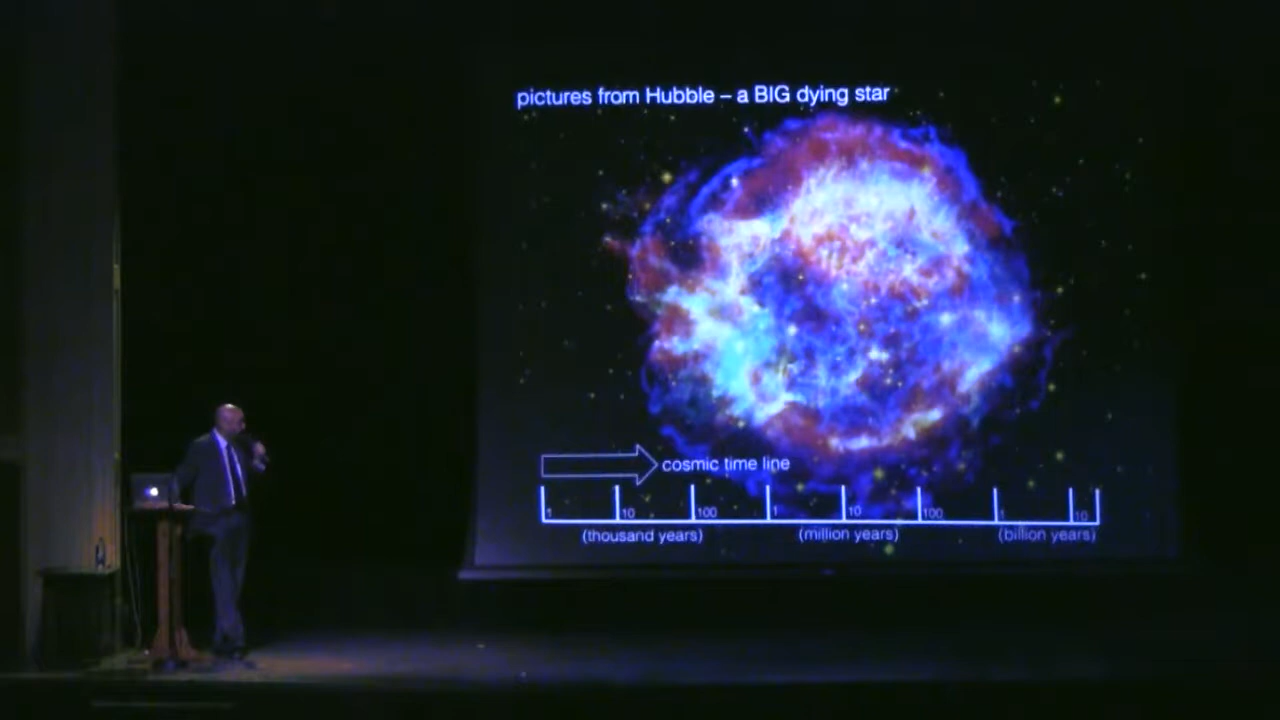 pictures from Hubble – a BIG dying star
cosmic time line
1 10 100 1 10 100 1 10
(thousand years) (million years) (billion years)